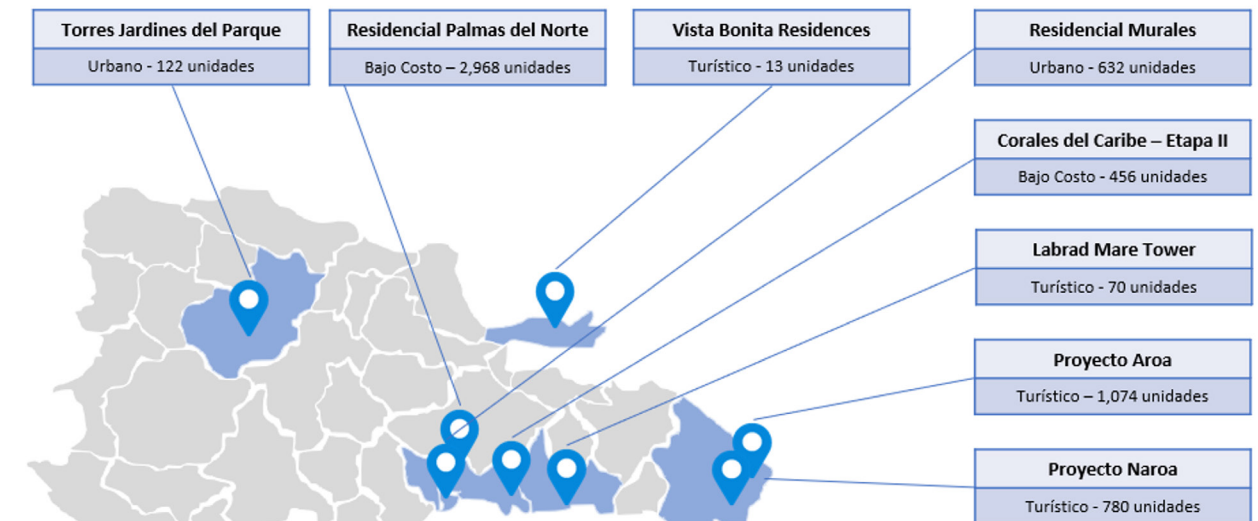 Torres Jardines del Parque
Urbano - 122 unidades
Residencial Palmas del Norte
Bajo Costo – 2,968 unidades
Vista Bonita Residences
Turístico - 13 unidades
Residencial Murales
Urbano - 632 unidades
Corales del Caribe – Etapa II
Bajo Costo - 456 unidades
Labrad Mare Tower
Turístico - 70 unidades
Proyecto Aroa
Turístico – 1,074 unidades
Proyecto Naroa
Turístico - 780 unidades